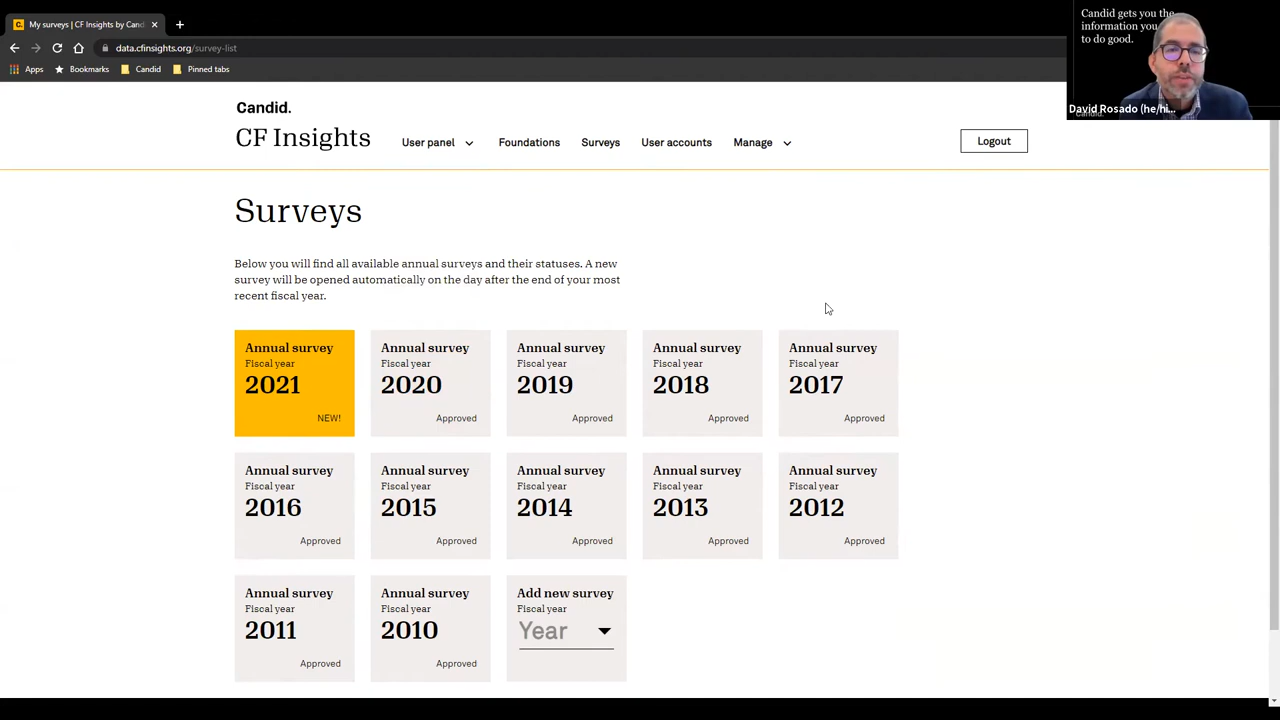 My surveys | CF Insights by Cand
data.cfinsights.org/survey-list
Apps
Bookmarks
Candid
Pinned tabs
Candid gets you the
information you
to do good.
David Rosado (he/hi...
Candid.
CF Insights
User panel
Foundations
Surveys
User accounts
Manage
Logout
Surveys
Below you will find all available annual surveys and their statuses. A new
survey will be opened automatically on the day after the end of your most
recent fiscal year.
Annual survey
Fiscal year
2021
NEW!
Annual survey
Fiscal year
2020
Approved
Annual survey
Fiscal year
2019
Approved
Annual survey
Fiscal year
2018
Approved
Annual survey
Fiscal year
2017
Approved
Annual survey
Fiscal year
2016
Approved
Annual survey
Fiscal year
2015
Approved
Annual survey
Fiscal year
2014
Approved
Annual survey
Fiscal year
2013
Approved
Annual survey
Fiscal year
2012
Approved
Annual survey
Fiscal year
2011
Approved
Annual survey
Fiscal year
2010
Approved
Add new survey
Fiscal year
Year